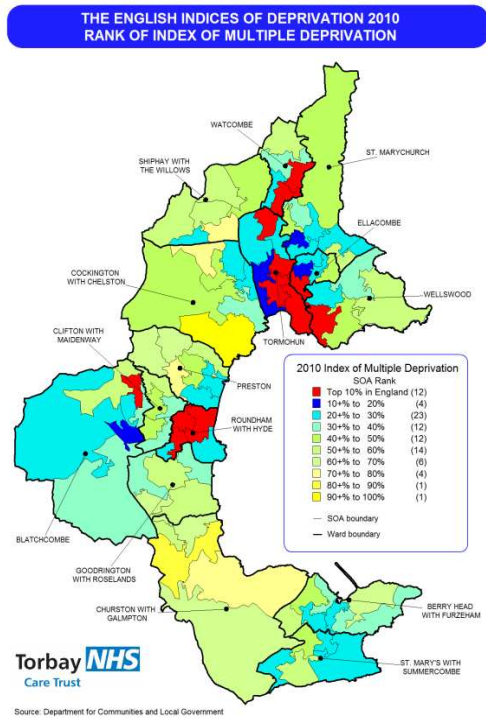 THE ENGLISH INDICES OF DEPRIVATION 2010
RANK OF INDEX OF MULTIPLE DEPRIVATION
WATCOMBE
ST. MARYCHURCH
SHIPHAY WITH
THE WILLOWS
ELLACOMBE
COCKINGTON
WITH CHELSTON
WELLSWOOD
CLIFTON WITH
MAIDENWAY
TORMOHUN
PRESTON
ROUNDHAM
WITH HYDE
2010 Index of Multiple Deprivation
SOA Rank
Top 10% in England (12)
10+% to 20% (4)
20+% to 30% (23)
30+% to 40% (12)
40+% to 50% (12)
50+% to 60% (14)
60+% to 70% (6)
70+% to 80% (4)
80+% to 90% (1)
90+% to 100% (1)
SOA boundary
Ward boundary
BLATCHCOMBE
GOODRINGTON
WITH ROSELANDS
CHURSTON WITH
GALMPTON
BERRY HEAD
WITH FURZEHAM
ST. MARY'S WITH
SUMMERCOMBE
Torbay NHS
Care Trust
Source: Department for Communities and Local Government